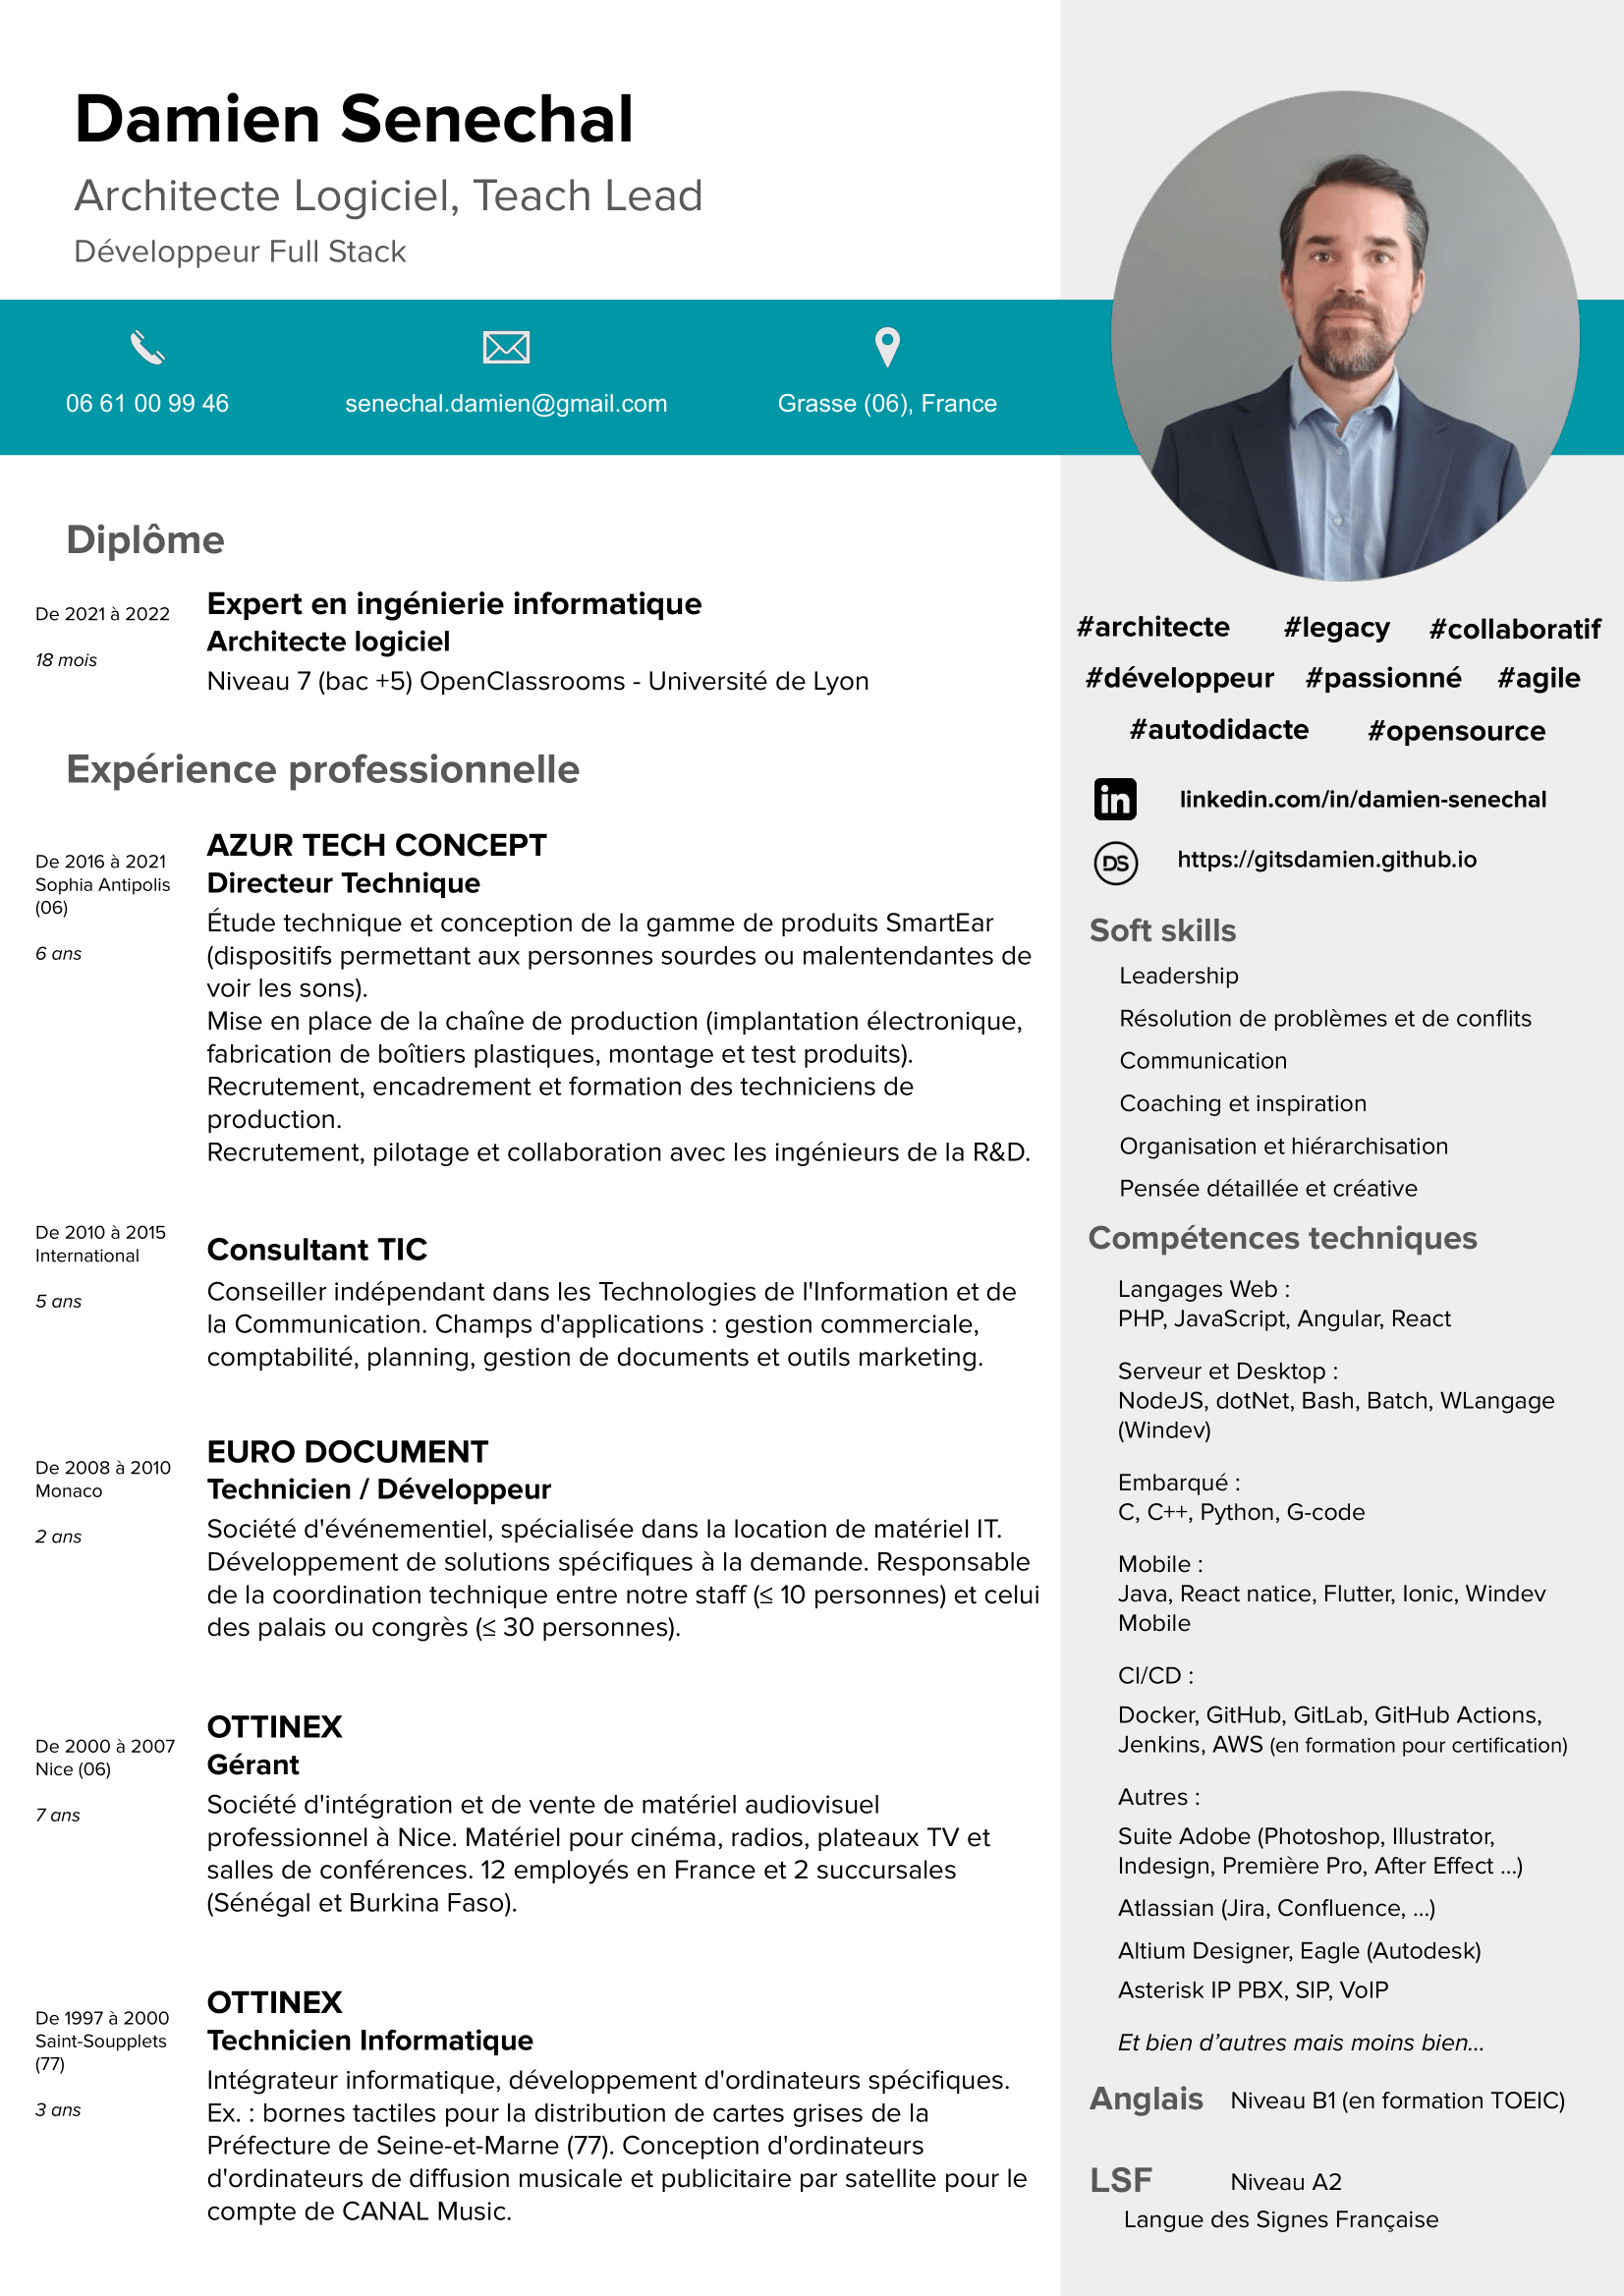 Damien Senechal
Architecte Logiciel, Teach Lead
Développeur Full Stack
06 61 00 99 46
senechal.damien@gmail.com
Grasse (06), France
Diplôme
De 2021 à 2022
18 mois
Expert en ingénierie informatique
Architecte logiciel
Niveau 7 (bac +5) OpenClassrooms - Université de Lyon
Expérience professionnelle
De 2016 à 2021
Sophia Antipolis
(06)
6 ans
AZUR TECH CONCEPT
Directeur Technique
Étude technique et conception de la gamme de produits SmartEar
(dispositifs permettant aux personnes sourdes ou malentendantes de
voir les sons).
Mise en place de la chaîne de production (implantation électronique,
fabrication de boîtiers plastiques, montage et test produits).
Recrutement, encadrement et formation des techniciens de
production.
Recrutement, pilotage et collaboration avec les ingénieurs de la R&D.
De 2010 à 2015
International
5 ans
Consultant TIC
Conseiller indépendant dans les Technologies de l'Information et de
la Communication. Champs d'applications : gestion commerciale,
comptabilité, planning, gestion de documents et outils marketing.
De 2008 à 2010
Monaco
2 ans
EURO DOCUMENT
Technicien / Développeur
Société d'événementiel, spécialisée dans la location de matériel IT.
Développement de solutions spécifiques à la demande. Responsable
de la coordination technique entre notre staff (≤ 10 personnes) et celui
des palais ou congrès (≤ 30 personnes).
De 2000 à 2007
Nice (06)
7 ans
OTTINEX
Gérant
Société d'intégration et de vente de matériel audiovisuel
professionnel à Nice. Matériel pour cinéma, radios, plateaux TV et
salles de conférences. 12 employés en France et 2 succursales
(Sénégal et Burkina Faso).
De 1997 à 2000
Saint-Soupplets
(77)
3 ans
OTTINEX
Technicien Informatique
Intégrateur informatique, développement d'ordinateurs spécifiques.
Ex. : bornes tactiles pour la distribution de cartes grises de la
Préfecture de Seine-et-Marne (77). Conception d'ordinateurs
d'ordinateurs de diffusion musicale et publicitaire par satellite pour le
compte de CANAL Music.
#architecte #legacy #collaboratif
#développeur #passionné #agile
#autodidacte #opensource
in linkedin.com/in/damien-senechal
DS https://gitsdamien.github.io
Soft skills
Leadership
Résolution de problèmes et de conflits
Communication
Coaching et inspiration
Organisation et hiérarchisation
Pensée détaillée et créative
Compétences techniques
Langages Web :
PHP, JavaScript, Angular, React
Serveur et Desktop :
NodeJS, dotNet, Bash, Batch, WLangage
(Windev)
Embarqué :
C, C++, Python, G-code
Mobile :
Java, React natice, Flutter, Ionic, Windev
Mobile
CI/CD :
Docker, GitHub, GitLab, GitHub Actions,
Jenkins, AWS (en formation pour certification)
Autres :
Suite Adobe (Photoshop, Illustrator,
Indesign, Première Pro, After Effect ...)
Atlassian (Jira, Confluence, ...)
Altium Designer, Eagle (Autodesk)
Asterisk IP PBX, SIP, VoIP
Et bien d’autres mais moins bien...
Anglais Niveau B1 (en formation TOEIC)
LSF Niveau A2
Langue des Signes Française